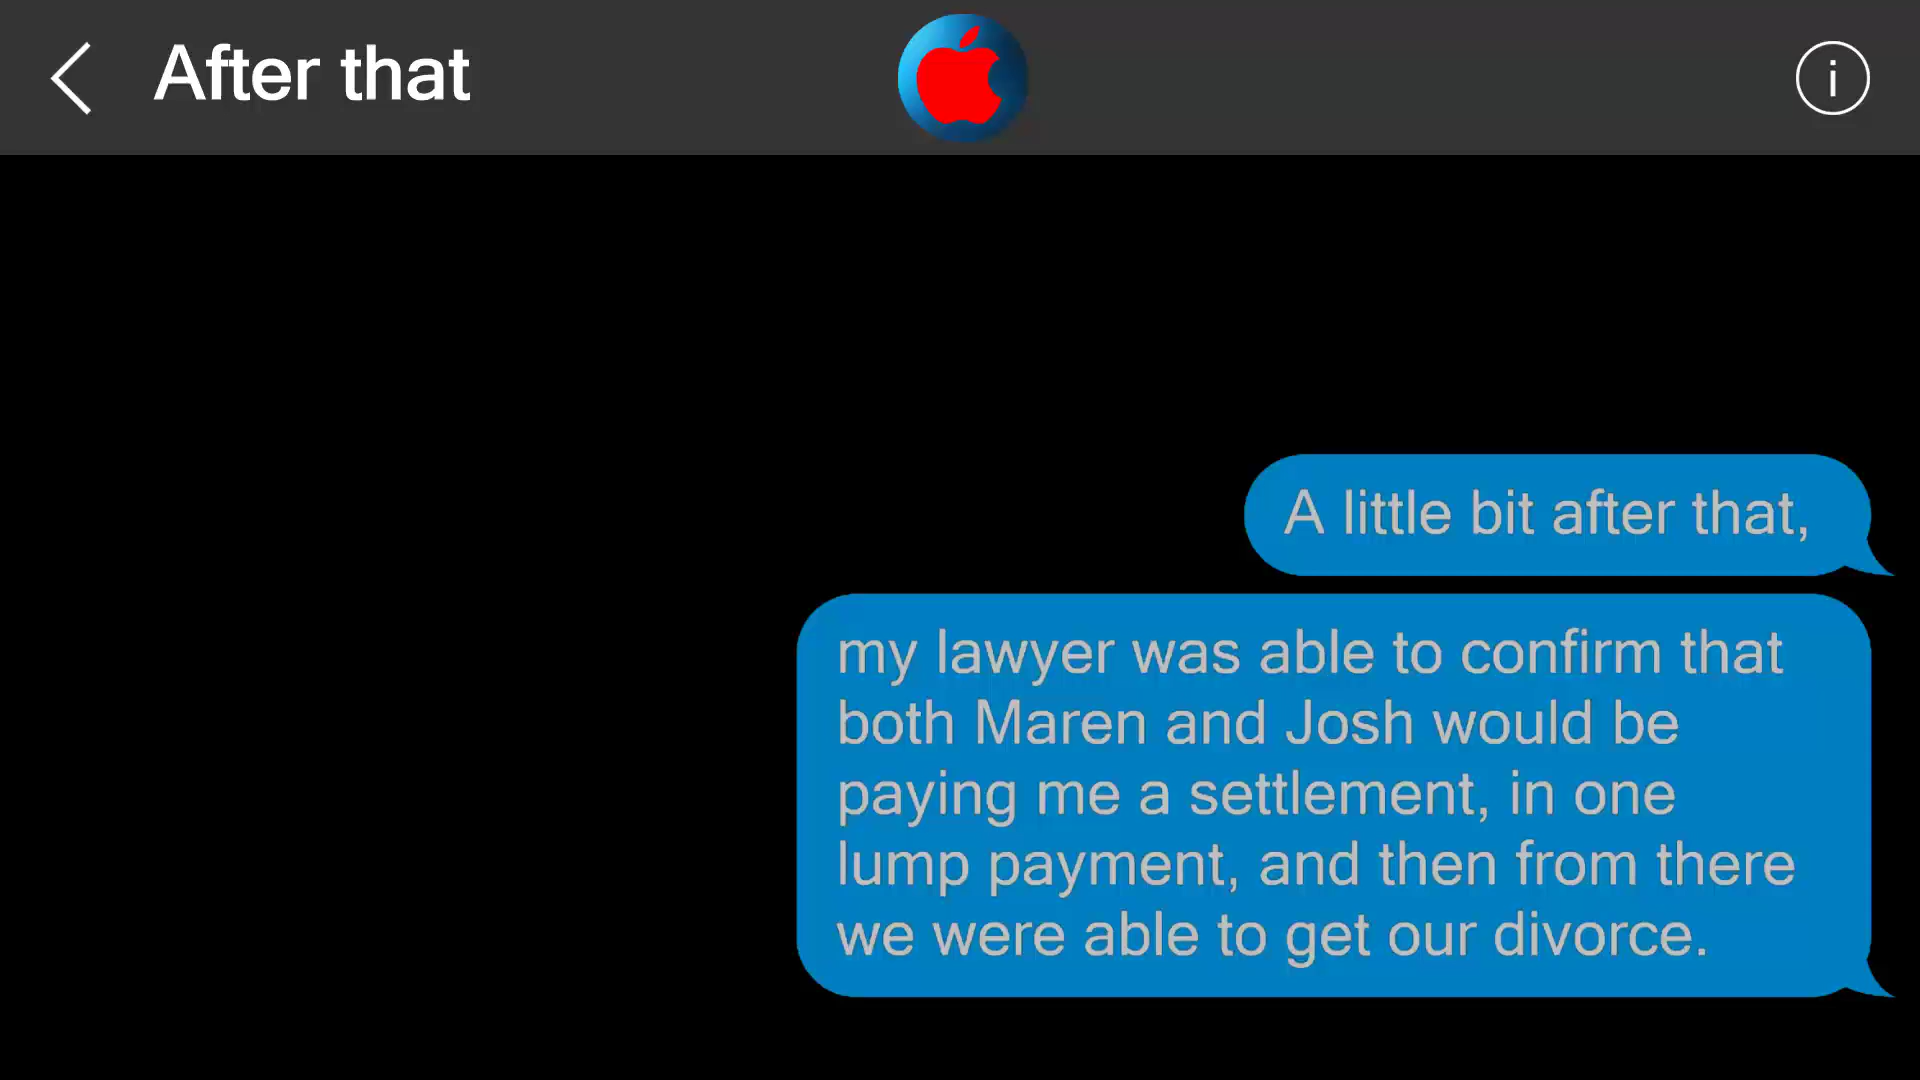 After that
i
A little bit after that,
my lawyer was able to confirm that
both Maren and Josh would be
paying me a settlement, in one
lump payment, and then from there
we were able to get our divorce.